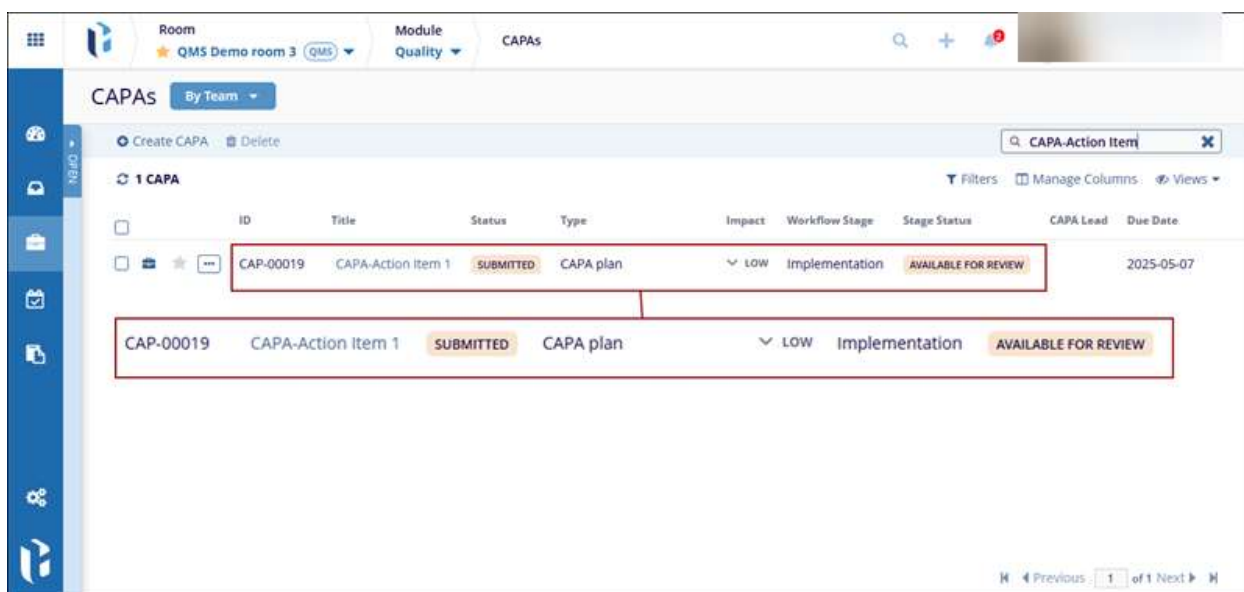 Room
QMS Demo room 3 QMS
Module
Quality
CAPAs
2
CAPAs By Team
Create CAPA Delete
CAPA-Action Item
OPEN
1 CAPA
Filters Manage Columns Views
ID Title Status Type Impact Workflow Stage Stage Status CAPA Lead Due Date
CAP-00019 CAPA-Action Item 1 SUBMITTED CAPA plan LOW Implementation AVAILABLE FOR REVIEW 2025-05-07
CAP-00019 CAPA-Action Item 1 SUBMITTED CAPA plan LOW Implementation AVAILABLE FOR REVIEW
Previous 1 of 1 Next